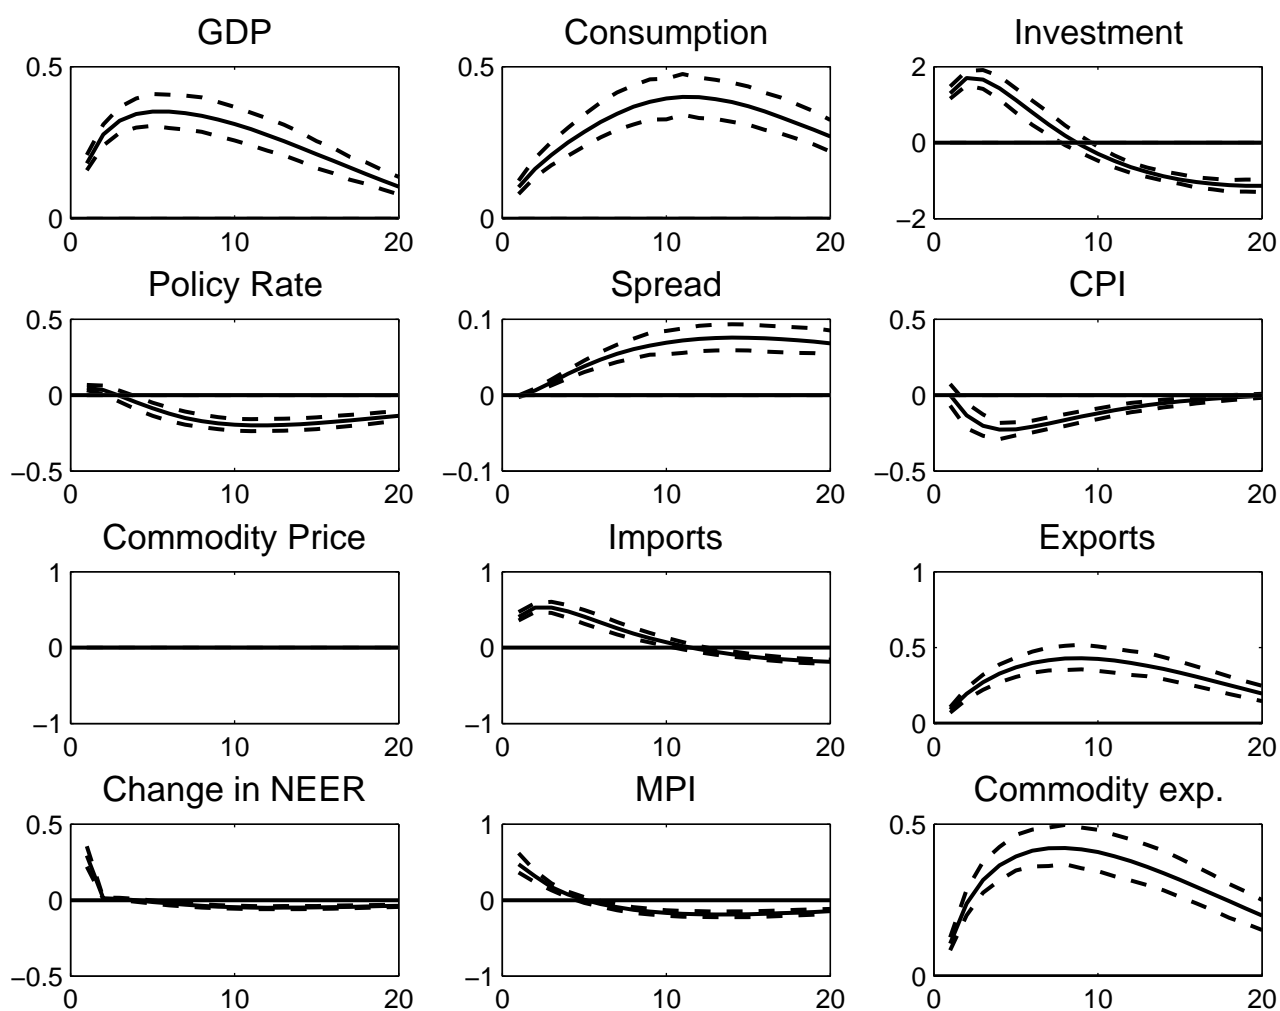 GDP Consumption Investment
0.5 0.5 2
0
0 0 −2
0 10 20 0 10 20 0 10 20
Policy Rate Spread CPI
0.5 0.1 0.5
0 0 0
−0.5 −0.1 −0.5
0 10 20 0 10 20 0 10 20
Commodity Price Imports Exports
1 1 1
0 0 0.5
−1 −1 0
0 10 20 0 10 20 0 10 20
Change in NEER MPI Commodity exp.
0.5 1 0.5
0 0
−0.5 −1 0
0 10 20 0 10 20 0 10 20